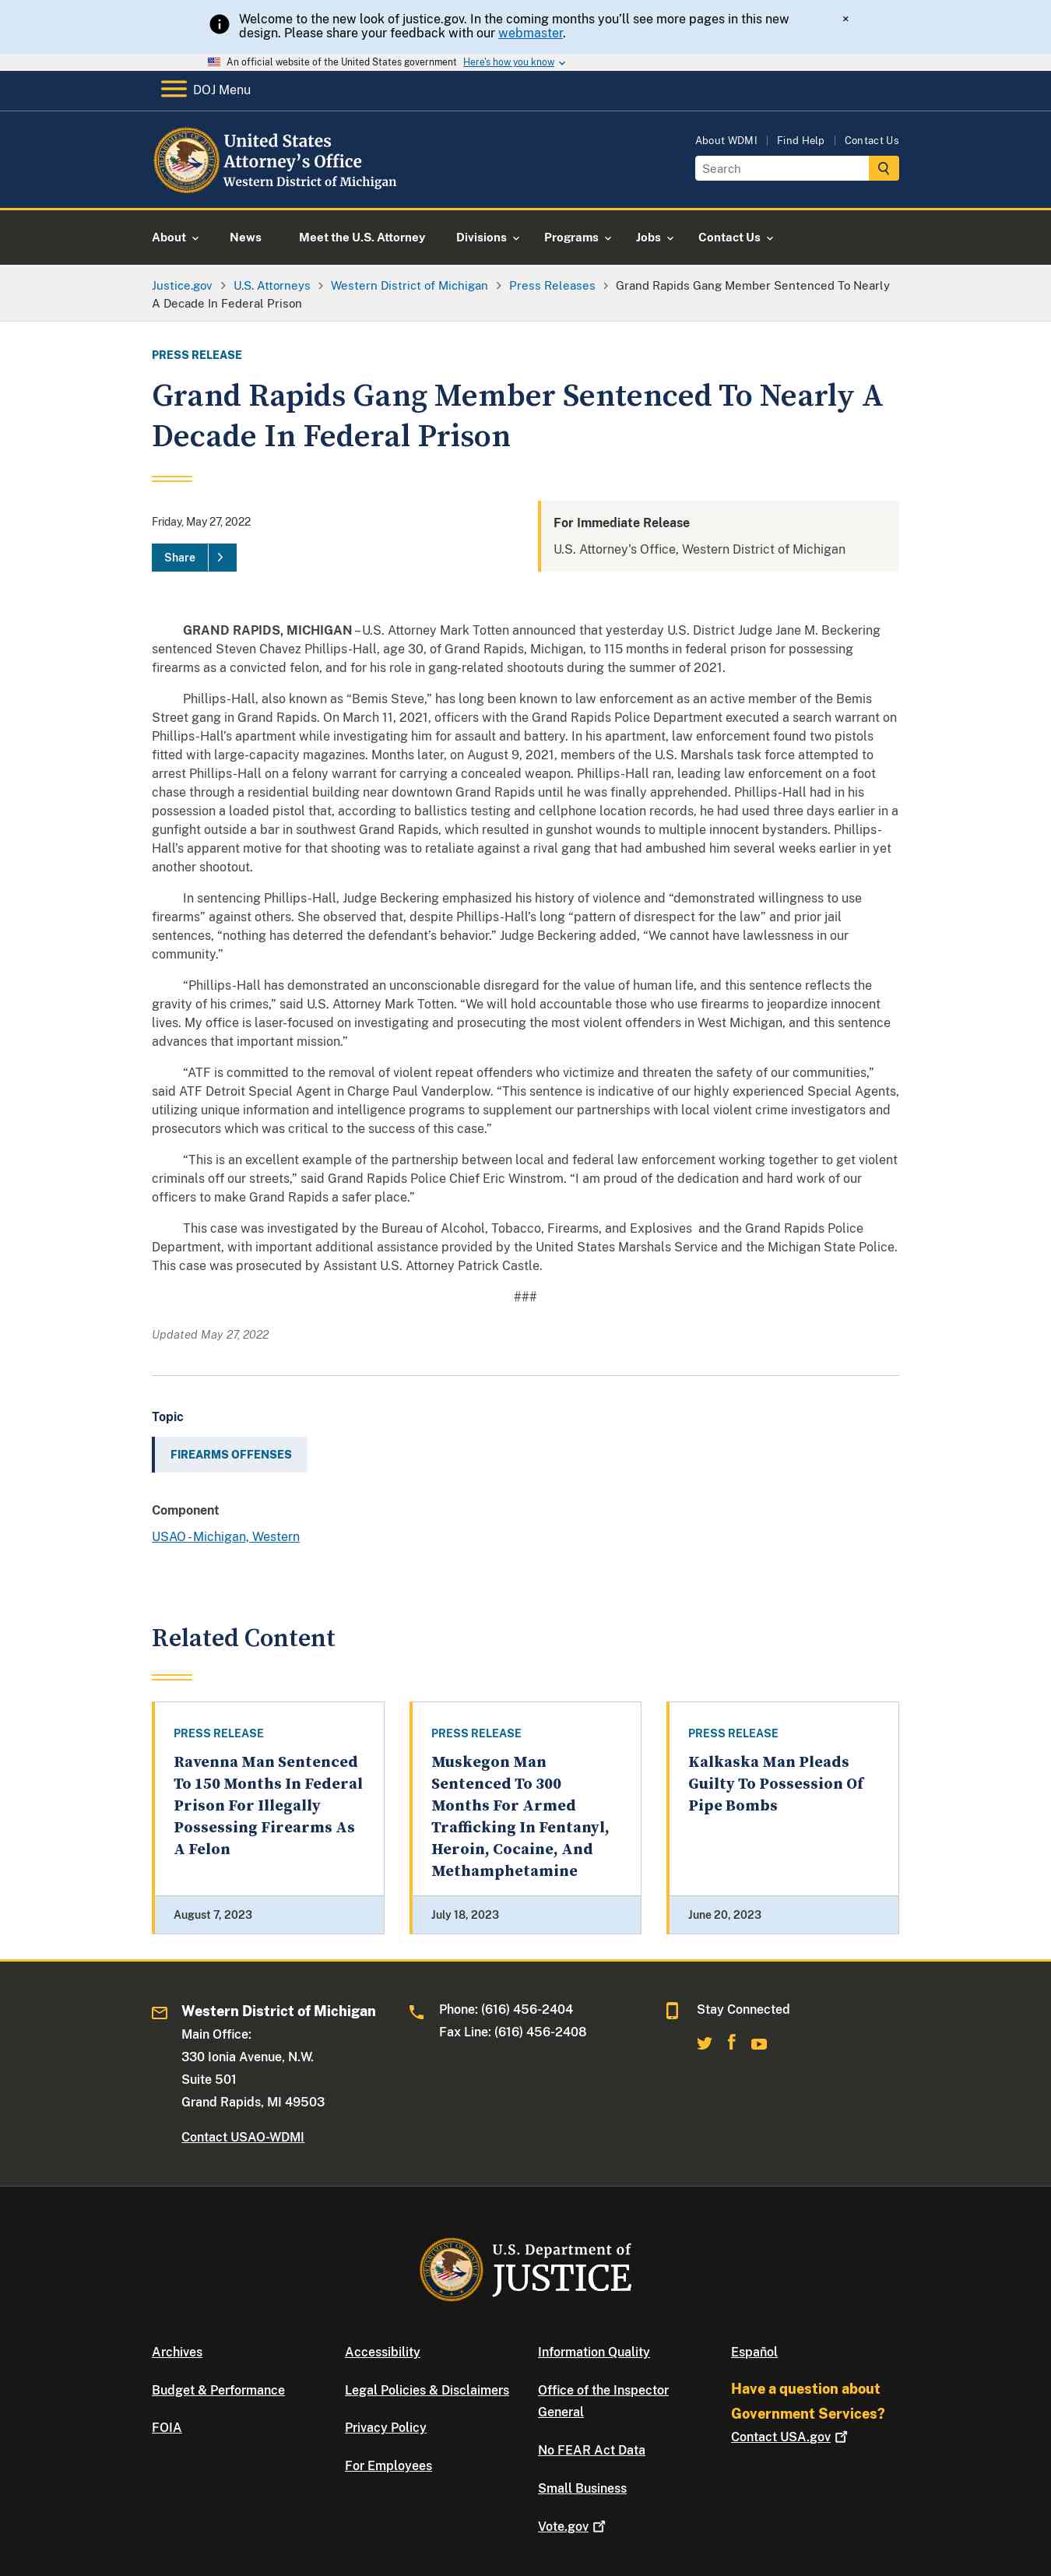 Welcome to the new look of justice.gov. In the coming months you'll see more pages in this new
design. Please share your feedback with our webmaster.
×
An official website of the United States government Here's how you know
DOJ Menu
United States
Attorney's Office
Western District of Michigan
About WDMI | Find Help | Contact Us
Search
About
News
Meet the U.S. Attorney
Divisions
Programs
Jobs
Contact Us
Justice.gov > U.S. Attorneys > Western District of Michigan > Press Releases > Grand Rapids Gang Member Sentenced To Nearly
A Decade In Federal Prison
PRESS RELEASE
Grand Rapids Gang Member Sentenced To Nearly A
Decade In Federal Prison
Friday, May 27, 2022
Share
For Immediate Release
U.S. Attorney's Office, Western District of Michigan
GRAND RAPIDS, MICHIGAN – U.S. Attorney Mark Totten announced that yesterday U.S. District Judge Jane M. Beckering
sentenced Steven Chavez Phillips-Hall, age 30, of Grand Rapids, Michigan, to 115 months in federal prison for possessing
firearms as a convicted felon, and for his role in gang-related shootouts during the summer of 2021.
Phillips-Hall, also known as “Bemis Steve,” has long been known to law enforcement as an active member of the Bemis
Street gang in Grand Rapids. On March 11, 2021, officers with the Grand Rapids Police Department executed a search warrant on
Phillips-Hall's apartment while investigating him for assault and battery. In his apartment, law enforcement found two pistols
fitted with large-capacity magazines. Months later, on August 9, 2021, members of the U.S. Marshals task force attempted to
arrest Phillips-Hall on a felony warrant for carrying a concealed weapon. Phillips-Hall ran, leading law enforcement on a foot
chase through a residential building near downtown Grand Rapids until he was finally apprehended. Phillips-Hall had in his
possession a loaded pistol that, according to ballistics testing and cellphone location records, he had used three days earlier in a
gunfight outside a bar in southwest Grand Rapids, which resulted in gunshot wounds to multiple innocent bystanders. Phillips-
Hall's apparent motive for that shooting was to retaliate against a rival gang that had ambushed him several weeks earlier in yet
another shootout.
In sentencing Phillips-Hall, Judge Beckering emphasized his history of violence and “demonstrated willingness to use
firearms” against others. She observed that, despite Phillips-Hall's long “pattern of disrespect for the law” and prior jail
sentences, “nothing has deterred the defendant's behavior.” Judge Beckering added, “We cannot have lawlessness in our
community.”
“Phillips-Hall has demonstrated an unconscionable disregard for the value of human life, and this sentence reflects the
gravity of his crimes,” said U.S. Attorney Mark Totten. “We will hold accountable those who use firearms to jeopardize innocent
lives. My office is laser-focused on investigating and prosecuting the most violent offenders in West Michigan, and this sentence
advances that important mission.”
“ATF is committed to the removal of violent repeat offenders who victimize and threaten the safety of our communities,”
said ATF Detroit Special Agent in Charge Paul Vanderplow. “This sentence is indicative of our highly experienced Special Agents,
utilizing unique information and intelligence programs to supplement our partnerships with local violent crime investigators and
prosecutors which was critical to the success of this case.”
“This is an excellent example of the partnership between local and federal law enforcement working together to get violent
criminals off our streets,” said Grand Rapids Police Chief Eric Winstrom. “I am proud of the dedication and hard work of our
officers to make Grand Rapids a safer place.”
This case was investigated by the Bureau of Alcohol, Tobacco, Firearms, and Explosives and the Grand Rapids Police
Department, with important additional assistance provided by the United States Marshals Service and the Michigan State Police.
This case was prosecuted by Assistant U.S. Attorney Patrick Castle.
###
Updated May 27, 2022
Topic
FIREARMS OFFENSES
Component
USAO - Michigan, Western
Related Content
PRESS RELEASE
Ravenna Man Sentenced
To 150 Months In Federal
Prison For Illegally
Possessing Firearms As
A Felon
August 7, 2023
PRESS RELEASE
Muskegon Man
Sentenced To 300
Months For Armed
Trafficking In Fentanyl,
Heroin, Cocaine, And
Methamphetamine
July 18, 2023
PRESS RELEASE
Kalkaska Man Pleads
Guilty To Possession Of
Pipe Bombs
June 20, 2023
Western District of Michigan
Main Office:
330 Ionia Avenue, N.W.
Suite 501
Grand Rapids, MI 49503
Contact USAO-WDMI
Phone: (616) 456-2404
Fax Line: (616) 456-2408
Stay Connected
U.S. Department of
JUSTICE
Archives
Budget & Performance
FOIA
Accessibility
Legal Policies & Disclaimers
Privacy Policy
For Employees
Information Quality
Office of the Inspector
General
No FEAR Act Data
Small Business
Vote.gov
Español
Have a question about
Government Services?
Contact USA.gov